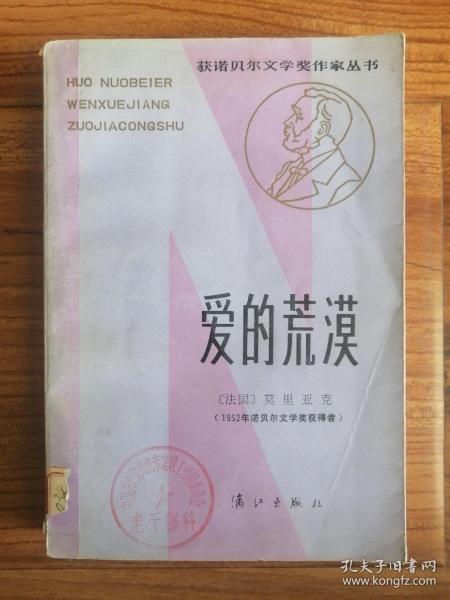 获诺贝尔文学奖作家丛书
HUO NUOBEIER
WENXUEJIANG
ZUOJIACONGSHU
爱的荒漠
〔法国〕莫里亚克
(1952年诺贝尔文学奖获得者)
老干部科
漓江出版社
孔夫子旧书网
www.kongfz.com